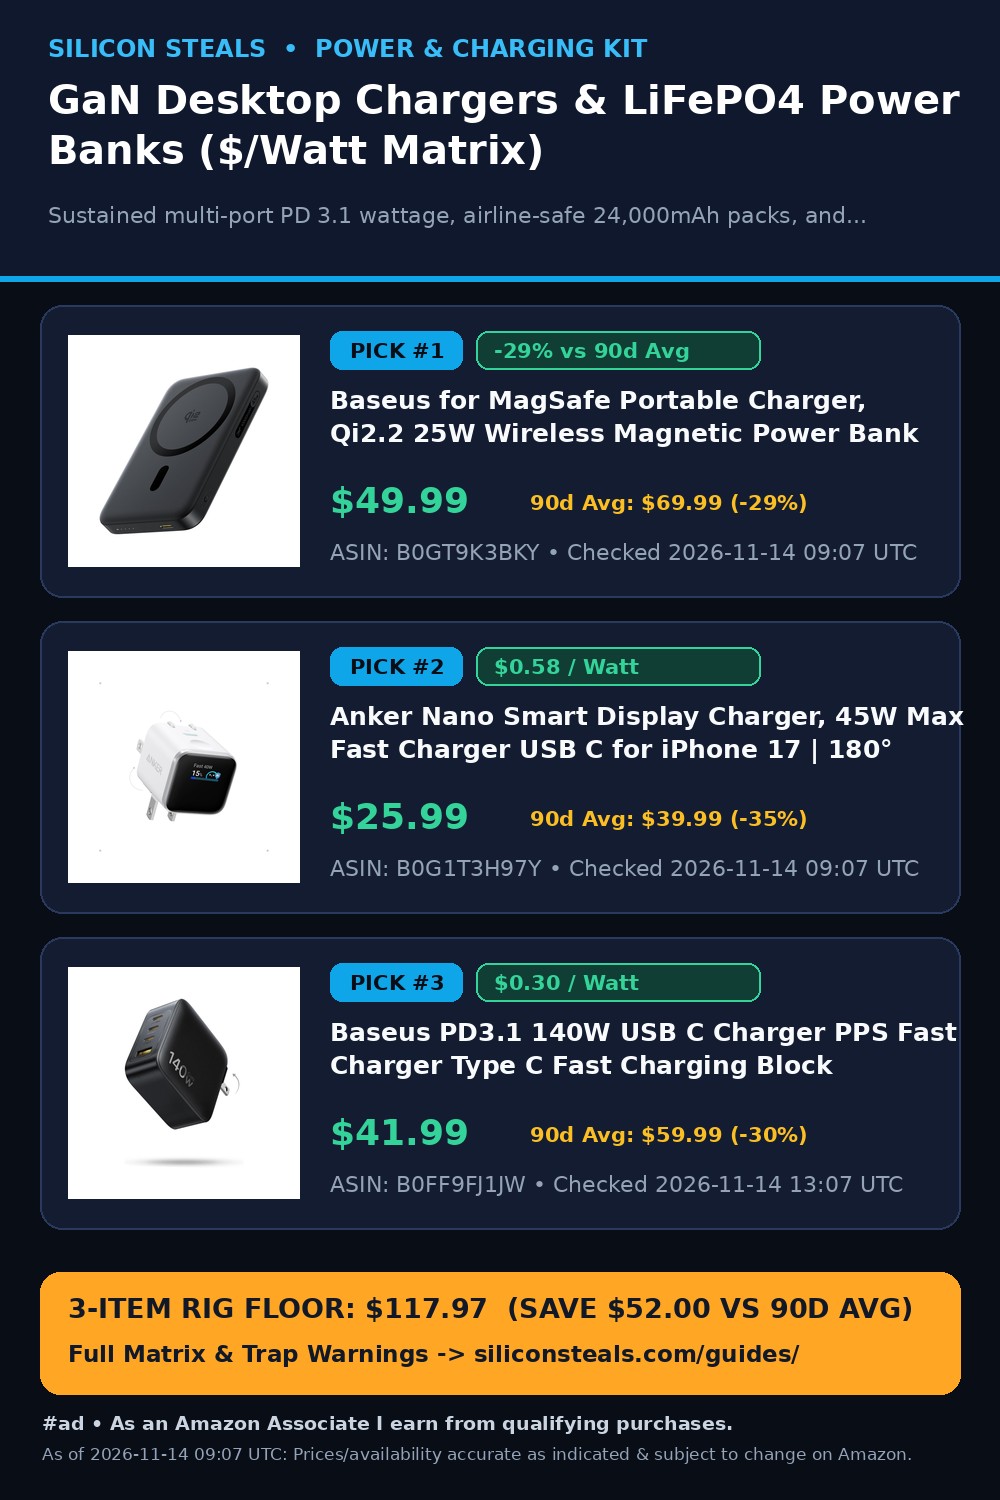 SILICON STEALS • POWER & CHARGING KIT
GaN Desktop Chargers & LiFePO4 Power
Banks ($/Watt Matrix)
Sustained multi-port PD 3.1 wattage, airline-safe 24,000mAh packs, and...
PICK #1
-29% vs 90d Avg
Baseus for MagSafe Portable Charger,
Qi2.2 25W Wireless Magnetic Power Bank
$49.99
90d Avg: $69.99 (-29%)
ASIN: B0GT9K3BKY • Checked 2026-11-14 09:07 UTC
PICK #2
$0.58 / Watt
Anker Nano Smart Display Charger, 45W Max
Fast Charger USB C for iPhone 17 | 180°
ANKER
$25.99
90d Avg: $39.99 (-35%)
ASIN: B0G1T3H97Y • Checked 2026-11-14 09:07 UTC
PICK #3
$0.30 / Watt
Baseus PD3.1 140W USB C Charger PPS Fast
Charger Type C Fast Charging Block
140W
$41.99
90d Avg: $59.99 (-30%)
ASIN: B0FF9FJ1JW • Checked 2026-11-14 13:07 UTC
3-ITEM RIG FLOOR: $117.97 (SAVE $52.00 VS 90D AVG)
Full Matrix & Trap Warnings -> siliconsteals.com/guides/
#ad • As an Amazon Associate I earn from qualifying purchases.
As of 2026-11-14 09:07 UTC: Prices/availability accurate as indicated & subject to change on Amazon.